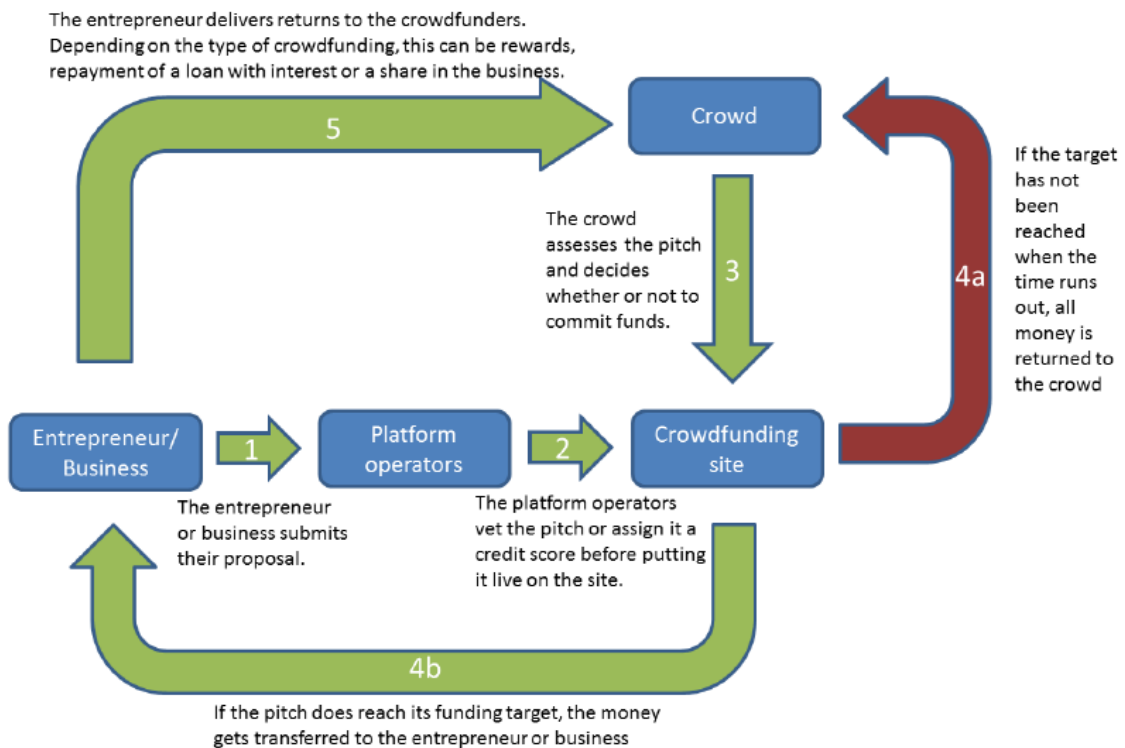 The entrepreneur delivers returns to the crowdfunders.
Depending on the type of crowdfunding, this can be rewards,
repayment of a loan with interest or a share in the business.
5
Crowd
The crowd
assesses the pitch
and decides
whether or not to
commit funds.
3
4a
If the target
has not
been
reached
when the
time runs
out, all
money is
returned to
the crowd
Entrepreneur/
Business
1
Platform
operators
2
Crowdfunding
site
The entrepreneur
or business submits
their proposal.
The platform operators
vet the pitch or assign it a
credit score before putting
it live on the site.
4b
If the pitch does reach its funding target, the money
gets transferred to the entrepreneur or business